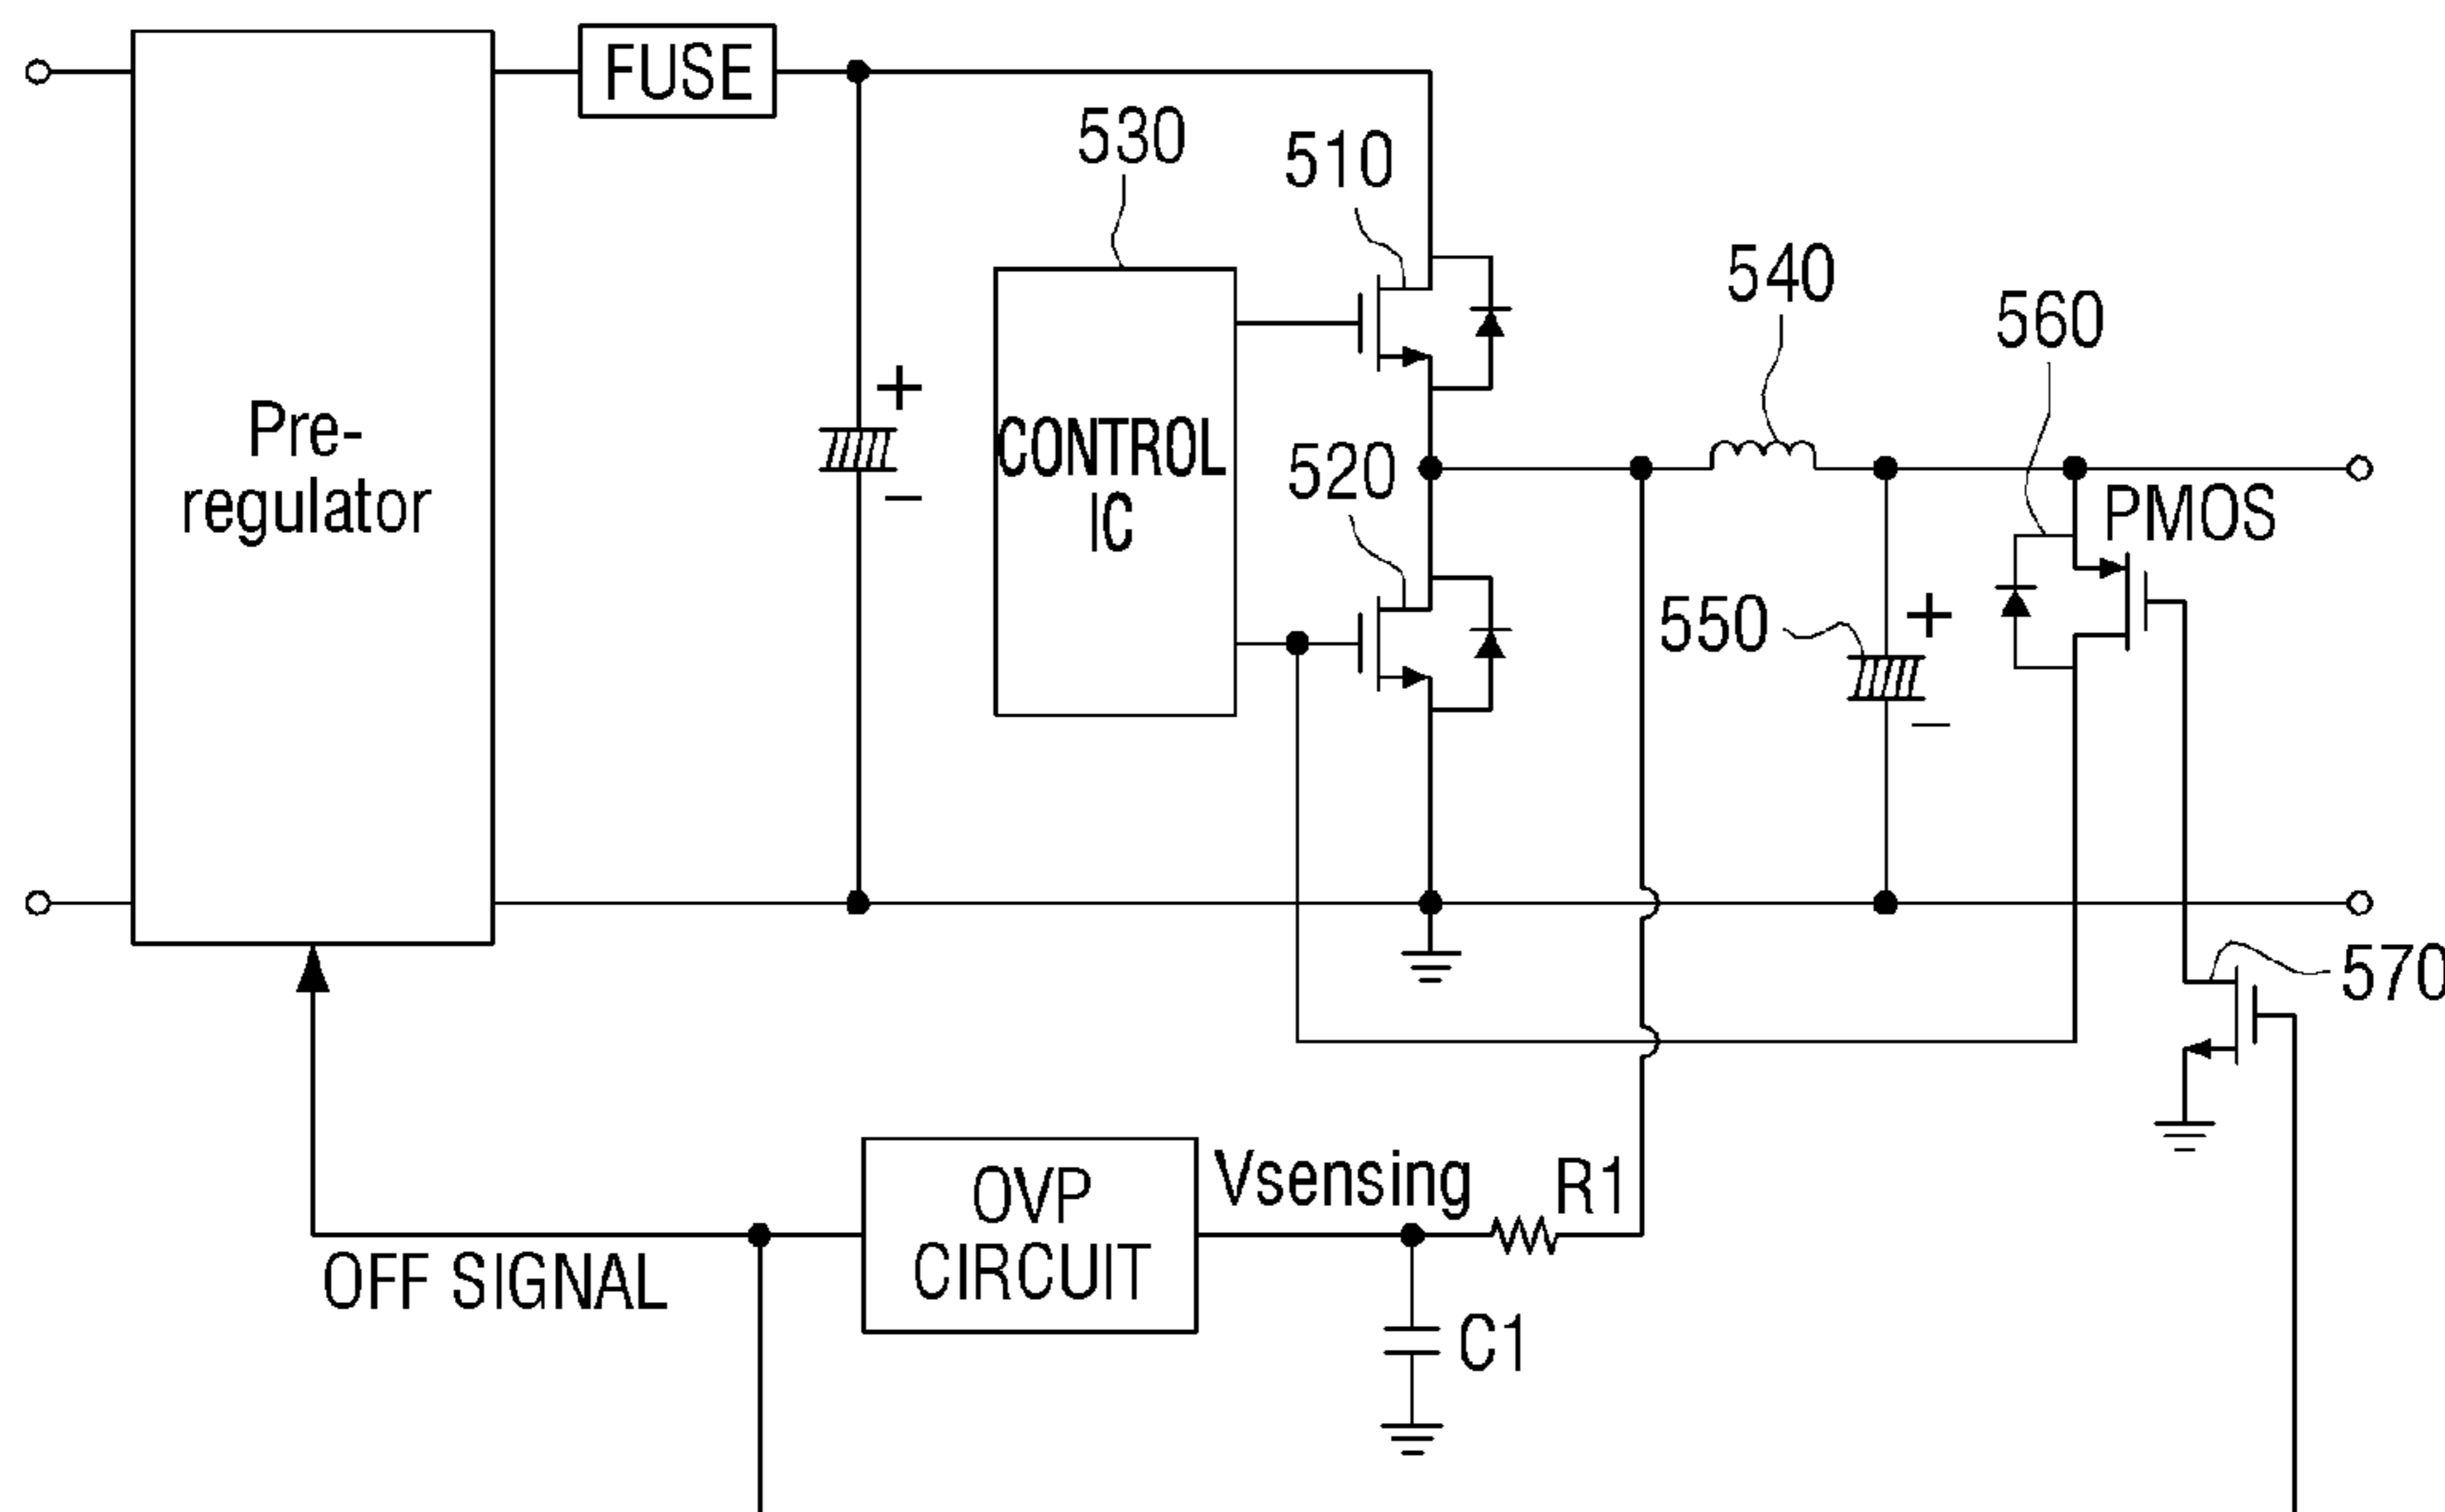 FUSE
530
510
540
560
Pre-
regulator
+
−
CONTROL
IC
520
PMOS
550
+
−
570
OVP
CIRCUIT
Vsensing
R1
OFF SIGNAL
C1